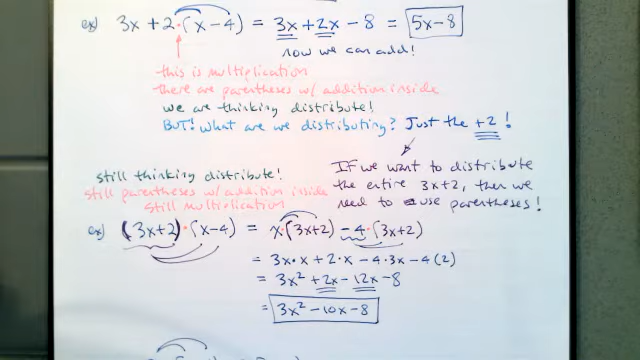 ex) 3x + 2 · (x - 4) = 3x + 2x - 8 = 5x - 8
now we can add!
this is multiplication
there are parentheses w/ addition inside
we are thinking distribute!
BUT! What are we distributing? Just the +2!
If we want to distribute
the entire 3x+2, then we
need to use parentheses!
still thinking distribute!
still parentheses w/ addition inside
still multiplication
ex) (3x+2) · (x-4) = x · (3x+2) - 4 · (3x+2)
= 3x·x + 2·x - 4·3x - 4(2)
= 3x² + 2x - 12x - 8
= 3x² - 10x - 8